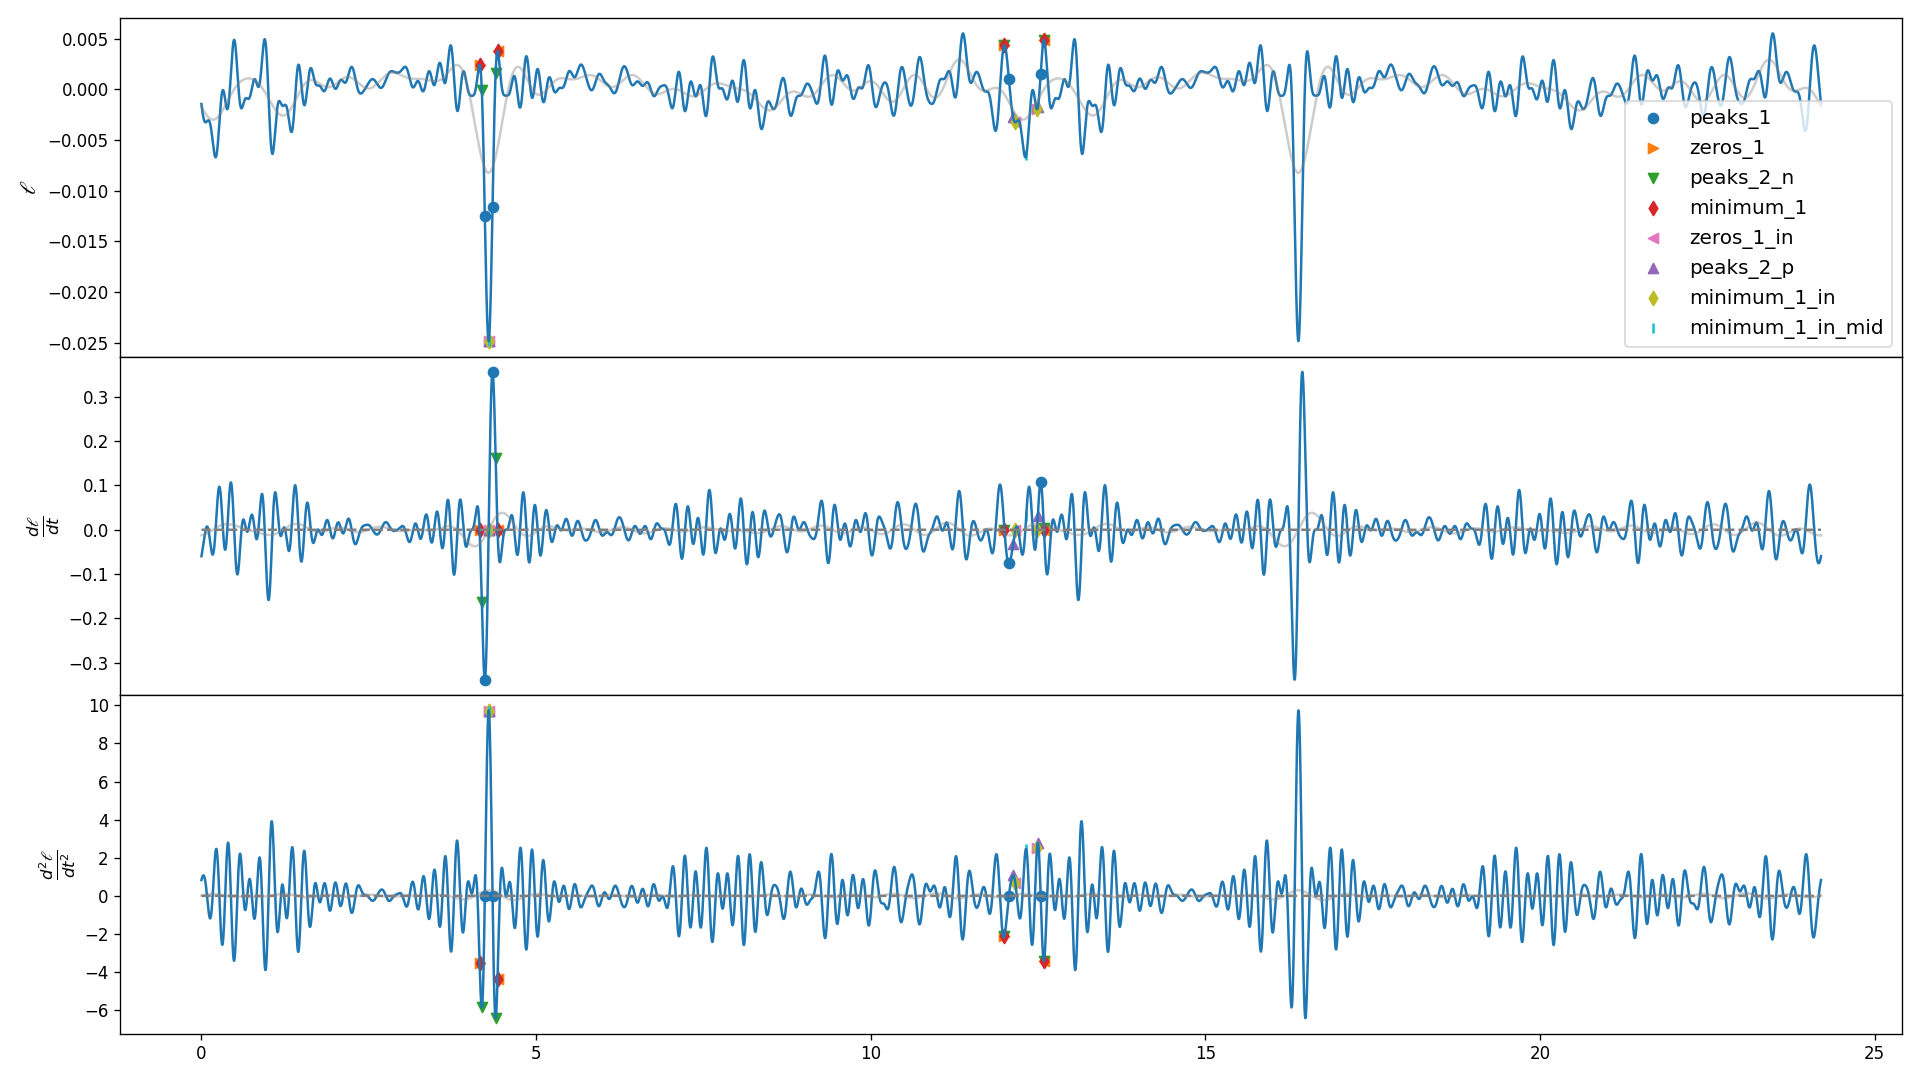 0.005
0.000
−0.005
−0.010
−0.015
−0.020
−0.025
ℓ
peaks_1
zeros_1
peaks_2_n
minimum_1
zeros_1_in
peaks_2_p
minimum_1_in
minimum_1_in_mid
0.3
0.2
0.1
0.0
−0.1
−0.2
−0.3
dℓ
dt
10
8
6
4
2
0
−2
−4
−6
d²ℓ
dt²
0 5 10 15 20 25